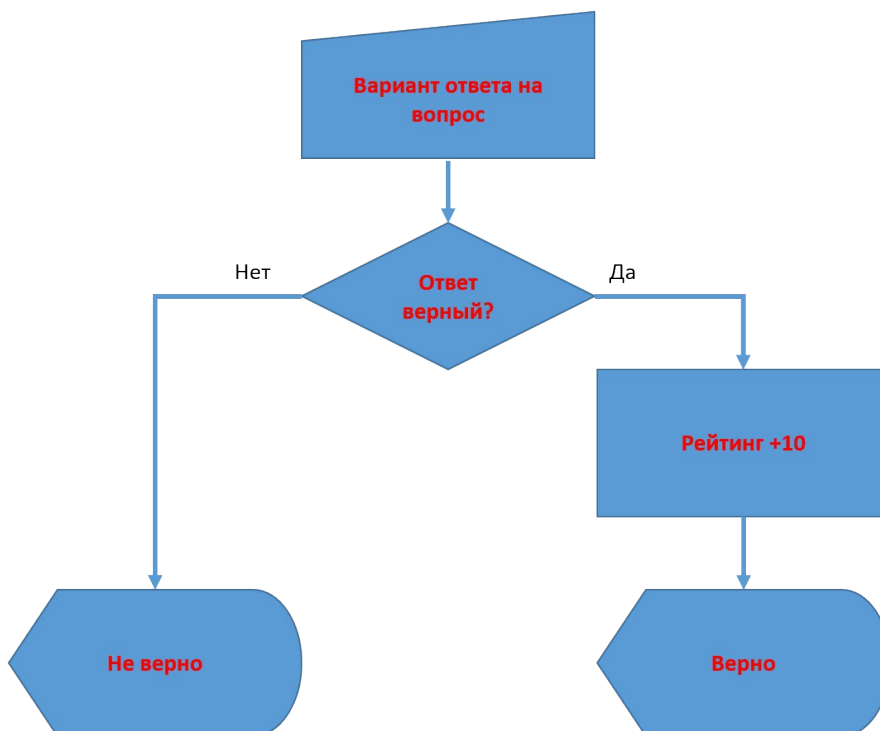 Вариант ответа на
вопрос
Нет
Да
Ответ
верный?
Рейтинг +10
Не верно
Верно